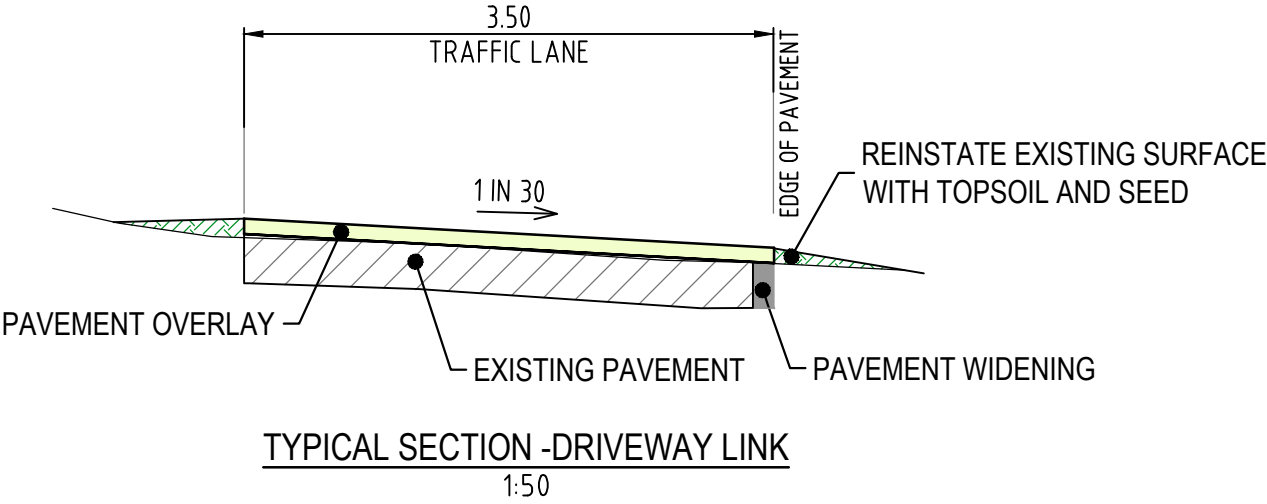 3.50
TRAFFIC LANE
EDGE OF PAVEMENT
REINSTATE EXISTING SURFACE
WITH TOPSOIL AND SEED
1 IN 30
PAVEMENT OVERLAY
EXISTING PAVEMENT
PAVEMENT WIDENING
TYPICAL SECTION -DRIVEWAY LINK
1:50